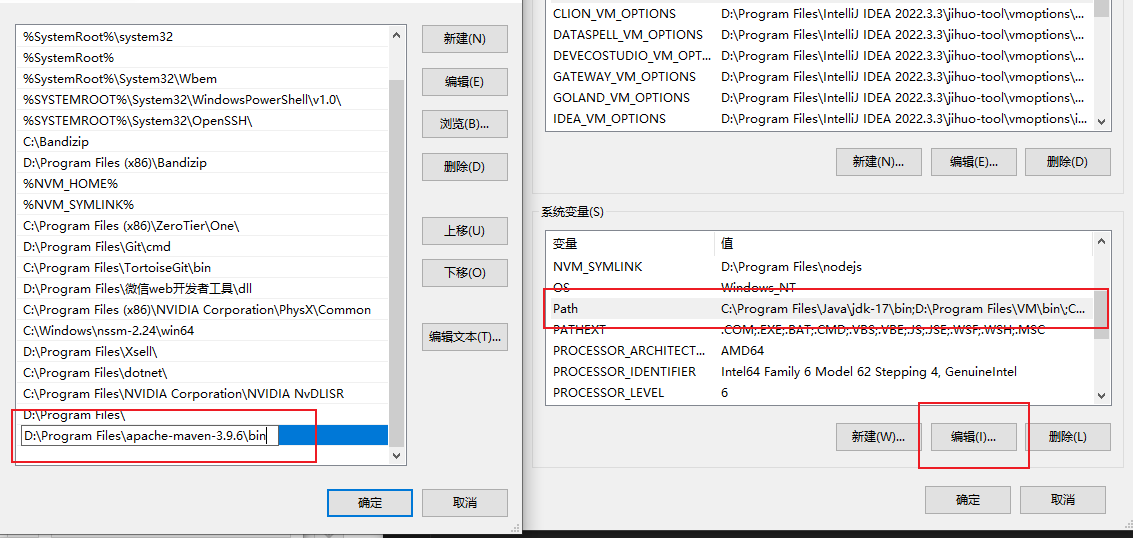 %SystemRoot%\system32
%SystemRoot%
%SystemRoot%\System32\Wbem
%SYSTEMROOT%\System32\WindowsPowerShell\v1.0\
%SYSTEMROOT%\System32\OpenSSH\
C:\Bandizip
D:\Program Files (x86)\Bandizip
%NVM_HOME%
%NVM_SYMLINK%
C:\Program Files (x86)\ZeroTier\One\
D:\Program Files\Git\cmd
C:\Program Files\TortoiseGit\bin
D:\Program Files\微信web开发者工具\dll
C:\Program Files (x86)\NVIDIA Corporation\PhysX\Common
C:\Windows\nssm-2.24\win64
D:\Program Files\Xsell\
C:\Program Files\dotnet\
C:\Program Files\NVIDIA Corporation\NVIDIA NvDLISR
D:\Program Files\
D:\Program Files\apache-maven-3.9.6\bin
新建(N)
编辑(E)
浏览(B)...
删除(D)
上移(U)
下移(O)
编辑文本(T)...
确定
取消
CLION_VM_OPTIONS D:\Program Files\IntelliJ IDEA 2022.3.3\jihuo-tool\vmoptions\...
DATASPELL_VM_OPTIONS D:\Program Files\IntelliJ IDEA 2022.3.3\jihuo-tool\vmoptions\...
DEVECOSTUDIO_VM_OPT... D:\Program Files\IntelliJ IDEA 2022.3.3\jihuo-tool\vmoptions\...
GATEWAY_VM_OPTIONS D:\Program Files\IntelliJ IDEA 2022.3.3\jihuo-tool\vmoptions\...
GOLAND_VM_OPTIONS D:\Program Files\IntelliJ IDEA 2022.3.3\jihuo-tool\vmoptions\...
IDEA_VM_OPTIONS D:\Program Files\IntelliJ IDEA 2022.3.3\jihuo-tool\vmoptions\i...
新建(N)... 编辑(E)... 删除(D)
系统变量(S)
变量 值
NVM_SYMLINK D:\Program Files\nodejs
OS Windows_NT
Path C:\Program Files\Java\jdk-17\bin;D:\Program Files\VM\bin\;C...
PATHEXT .COM;.EXE;.BAT;.CMD;.VBS;.VBE;.JS;.JSE;.WSF;.WSH;.MSC
PROCESSOR_ARCHITECT... AMD64
PROCESSOR_IDENTIFIER Intel64 Family 6 Model 62 Stepping 4, GenuineIntel
PROCESSOR_LEVEL 6
新建(W)... 编辑(I)... 删除(L)
确定 取消